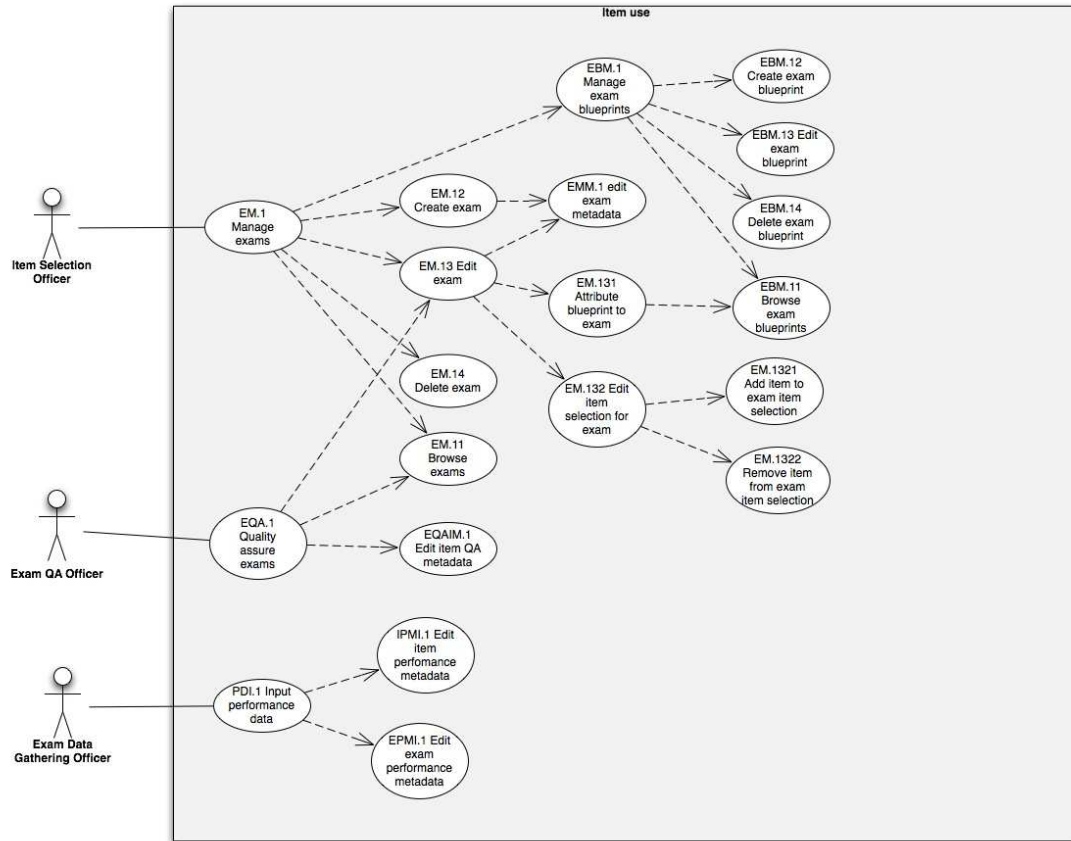 Item use
EBM.1
Manage
exam
blueprints
EBM.12
Create exam
blueprint
EBM.13 Edit
exam
blueprint
EM.12
Create exam
EMM.1 edit
exam
metadata
EBM.14
Delete exam
blueprint
EM.1
Manage
exams
Item Selection
Officer
EM.13 Edit
exam
EM.131
Attribute
blueprint to
exam
EBM.11
Browse
exam
blueprints
EM.14
Delete exam
EM.132 Edit
item
selection for
exam
EM.1321
Add item to
exam item
selection
EM.11
Browse
exams
EM.1322
Remove item
from exam
item selection
EQA.1
Quality
assure
exams
Exam QA Officer
EQAIM.1
Edit item QA
metadata
IPMI.1 Edit
item
perfomance
metadata
PDI.1 Input
performance
data
Exam Data
Gathering Officer
EPMI.1 Edit
exam
performance
metadata